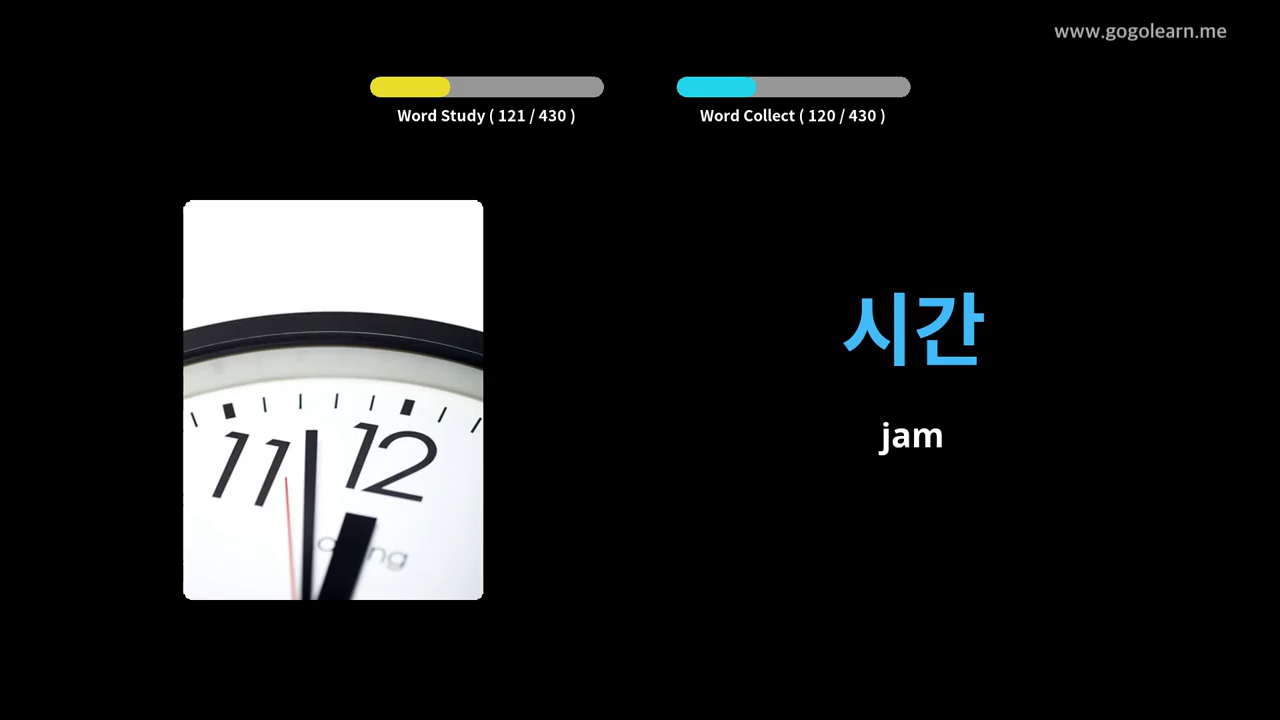 www.gogolearn.me
Word Study ( 121 / 430 )
Word Collect ( 120 / 430 )
11
12
시간
jam